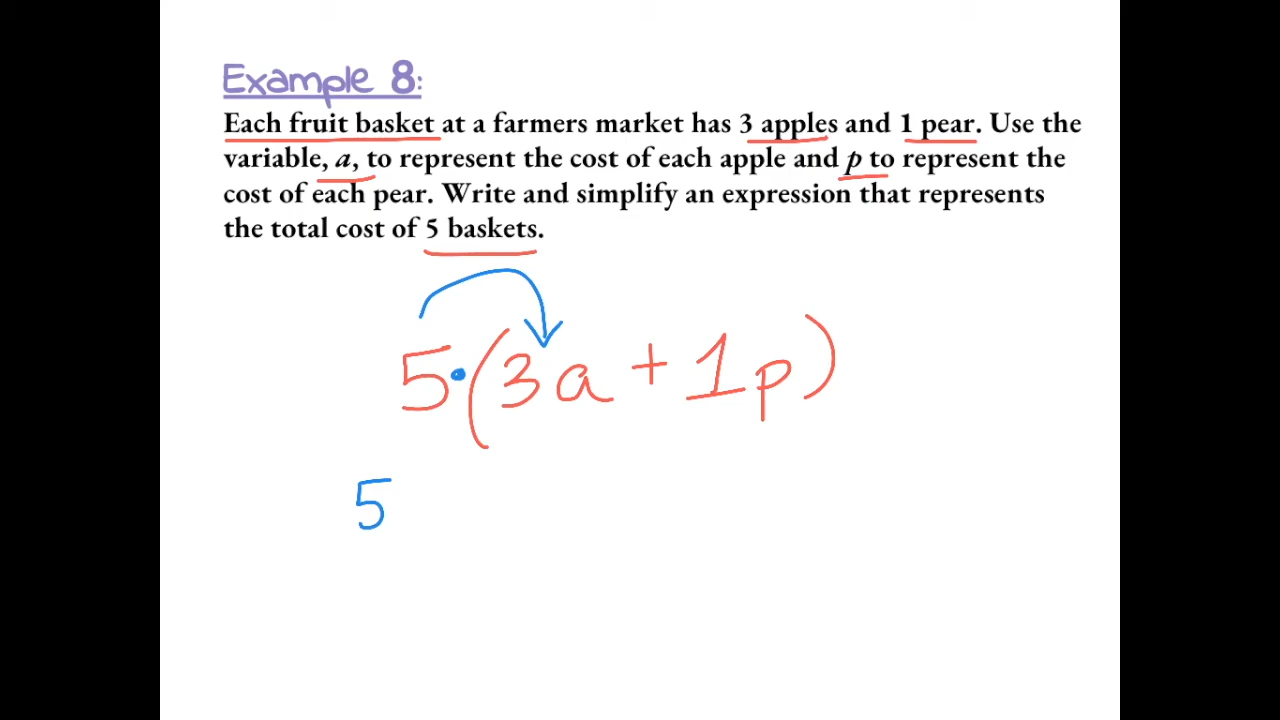 Example 8:
Each fruit basket at a farmers market has 3 apples and 1 pear. Use the
variable, a, to represent the cost of each apple and p to represent the
cost of each pear. Write and simplify an expression that represents
the total cost of 5 baskets.
5•(3a + 1p)
5